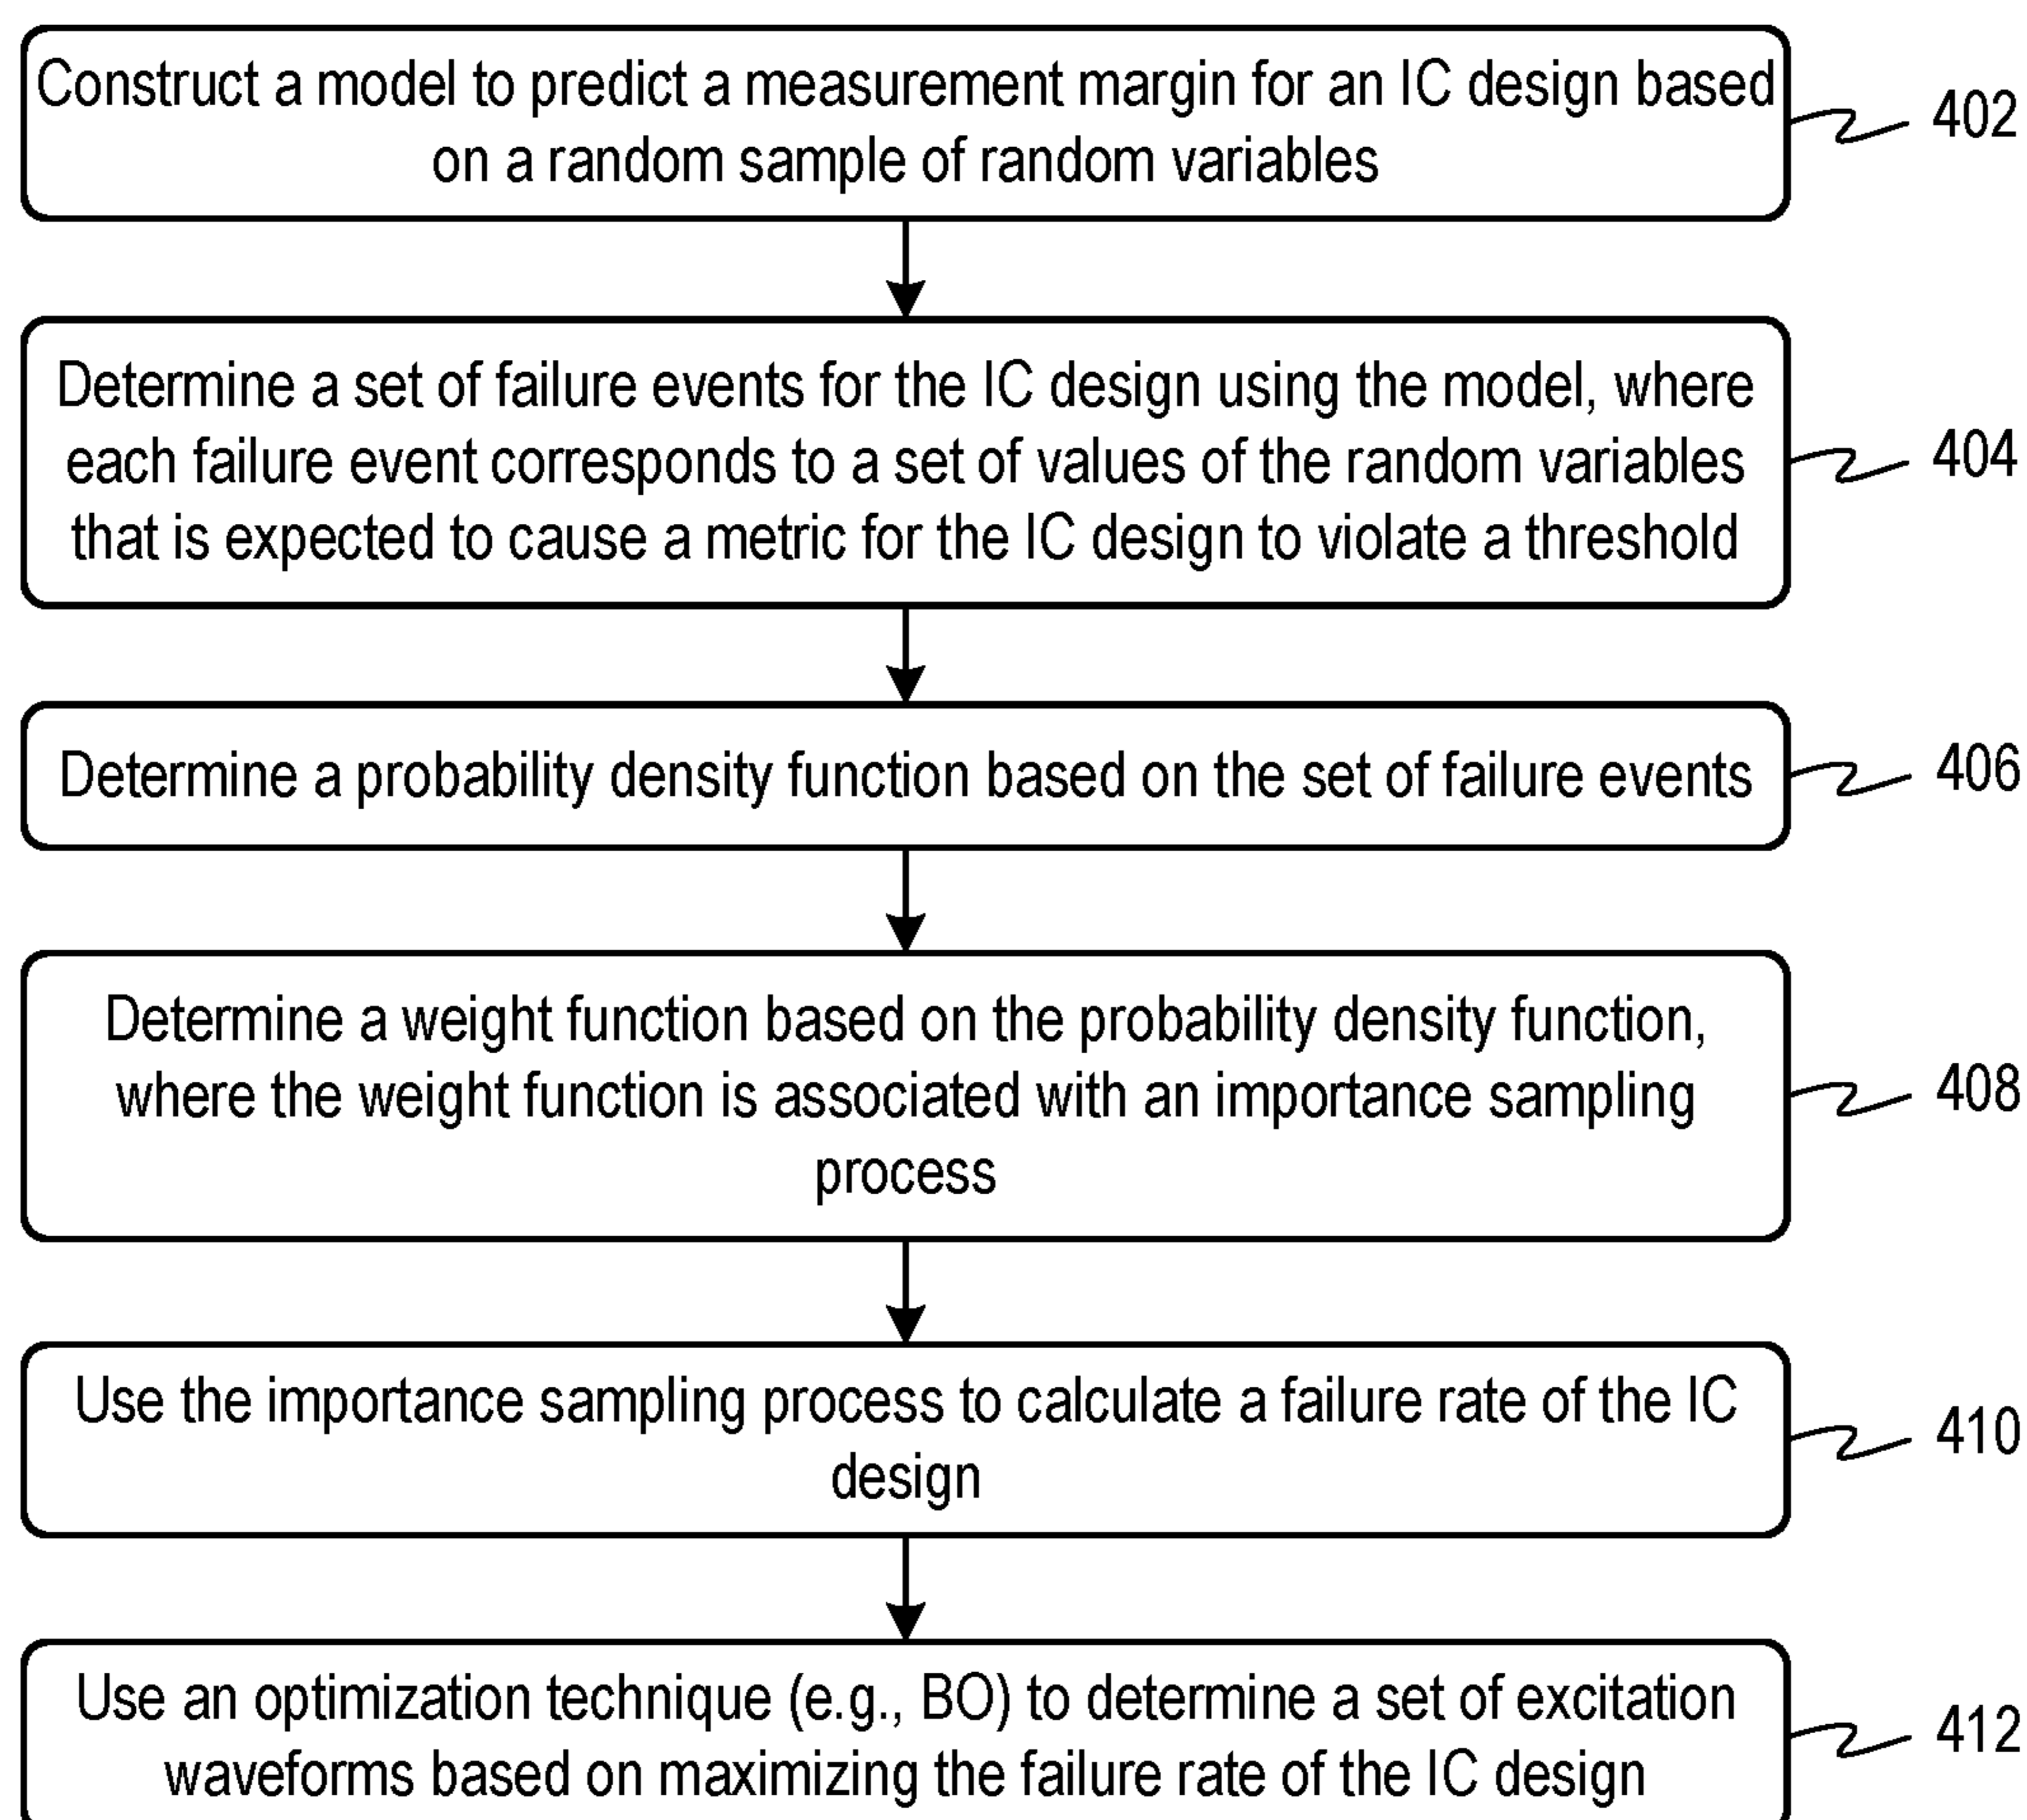 Construct a model to predict a measurement margin for an IC design based
on a random sample of random variables
402
Determine a set of failure events for the IC design using the model, where
each failure event corresponds to a set of values of the random variables
that is expected to cause a metric for the IC design to violate a threshold
404
Determine a probability density function based on the set of failure events
406
Determine a weight function based on the probability density function,
where the weight function is associated with an importance sampling
process
408
Use the importance sampling process to calculate a failure rate of the IC
design
410
Use an optimization technique (e.g., BO) to determine a set of excitation
waveforms based on maximizing the failure rate of the IC design
412